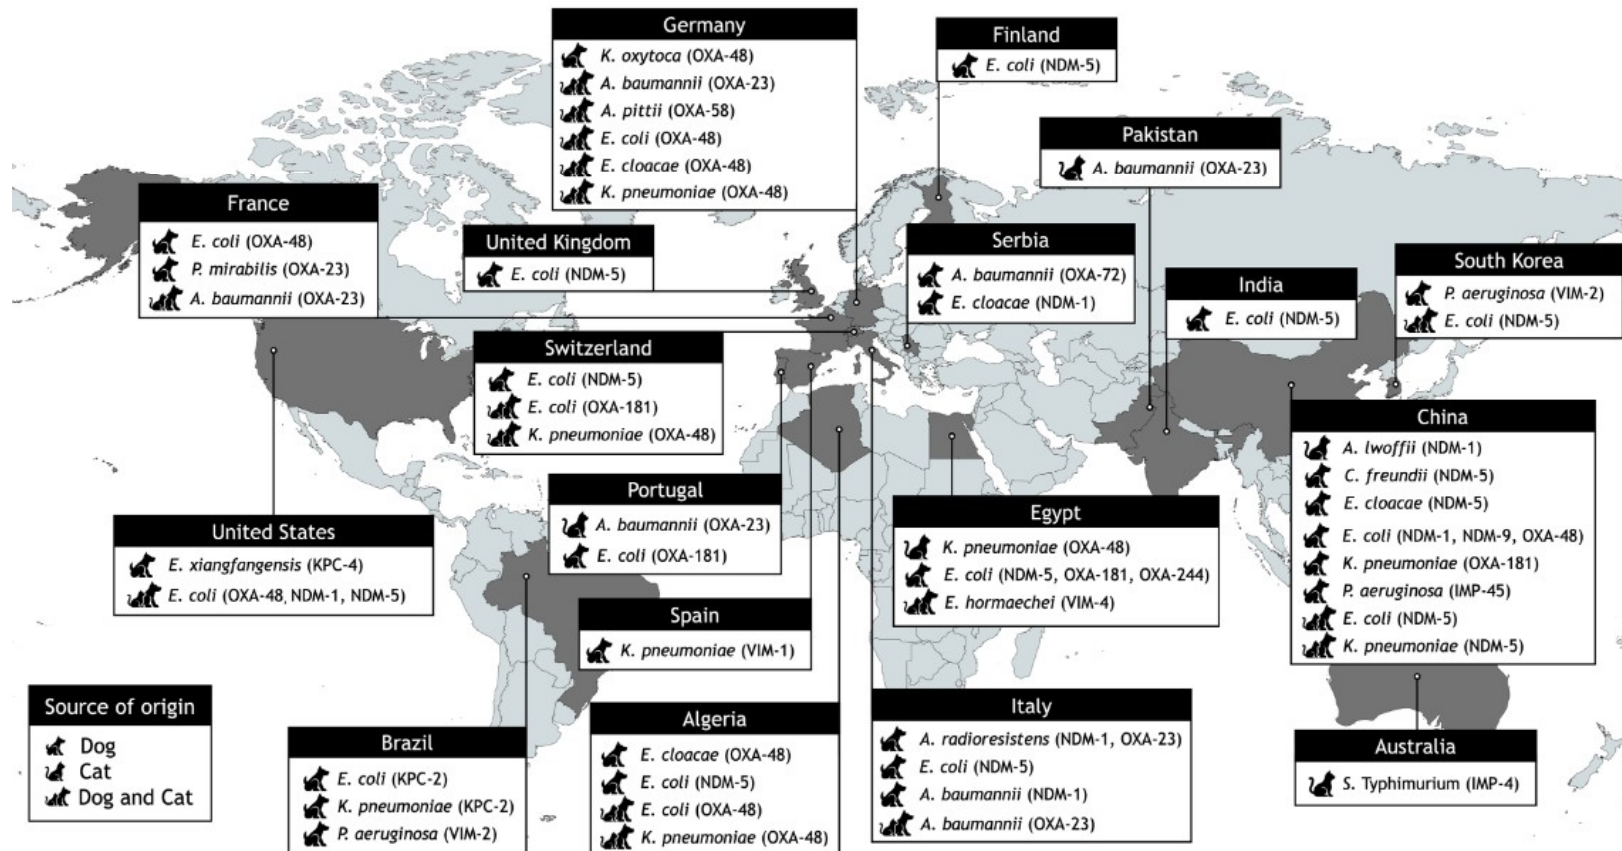 Germany
K. oxytoca (OXA-48)
A. baumannii (OXA-23)
A. pittii (OXA-58)
E. coli (OXA-48)
E. cloacae (OXA-48)
K. pneumoniae (OXA-48)
Finland
E. coli (NDM-5)
Pakistan
A. baumannii (OXA-23)
France
E. coli (OXA-48)
P. mirabilis (OXA-23)
A. baumannii (OXA-23)
United Kingdom
E. coli (NDM-5)
Serbia
A. baumannii (OXA-72)
E. cloacae (NDM-1)
India
E. coli (NDM-5)
South Korea
P. aeruginosa (VIM-2)
E. coli (NDM-5)
Switzerland
E. coli (NDM-5)
E. coli (OXA-181)
K. pneumoniae (OXA-48)
China
A. lwoffii (NDM-1)
C. freundii (NDM-5)
E. cloacae (NDM-5)
E. coli (NDM-1, NDM-9, OXA-48)
K. pneumoniae (OXA-181)
P. aeruginosa (IMP-45)
E. coli (NDM-5)
K. pneumoniae (NDM-5)
Portugal
A. baumannii (OXA-23)
E. coli (OXA-181)
Egypt
K. pneumoniae (OXA-48)
E. coli (NDM-5, OXA-181, OXA-244)
E. hormaechei (VIM-4)
United States
E. xiangfangensis (KPC-4)
E. coli (OXA-48, NDM-1, NDM-5)
Spain
K. pneumoniae (VIM-1)
Source of origin
Dog
Cat
Dog and Cat
Brazil
E. coli (KPC-2)
K. pneumoniae (KPC-2)
P. aeruginosa (VIM-2)
Algeria
E. cloacae (OXA-48)
E. coli (NDM-5)
E. coli (OXA-48)
K. pneumoniae (OXA-48)
Italy
A. radioresistens (NDM-1, OXA-23)
E. coli (NDM-5)
A. baumannii (NDM-1)
A. baumannii (OXA-23)
Australia
S. Typhimurium (IMP-4)